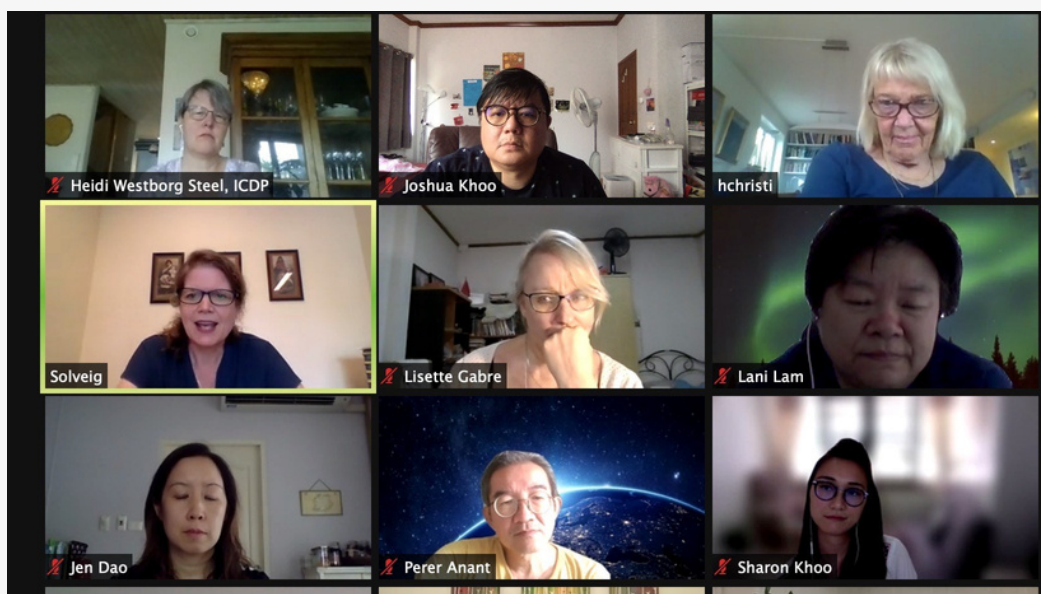 Heidi Westborg Steel, ICDP
Joshua Khoo
hchristi
Solveig
Lisette Gabre
Lani Lam
Jen Dao
Perer Anant
Sharon Khoo